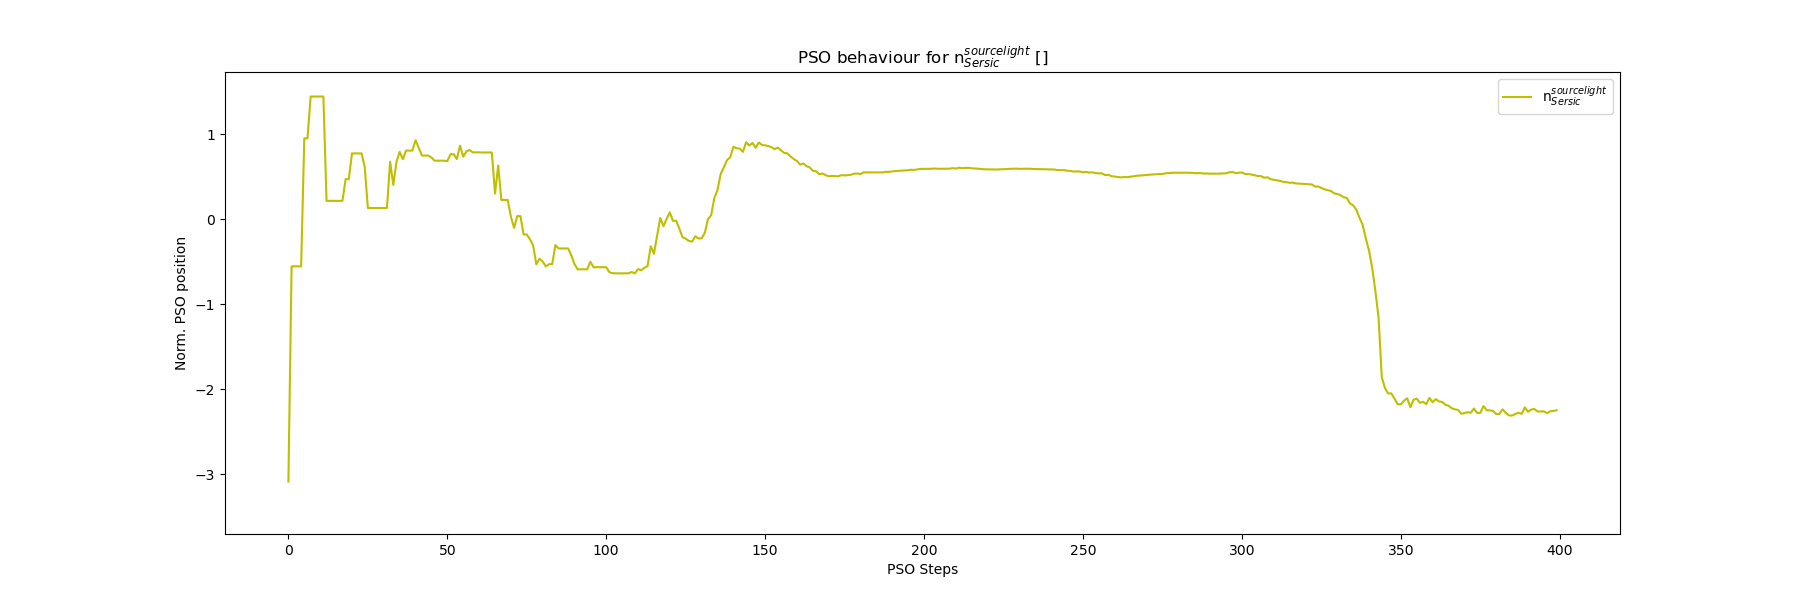 PSO behaviour for n$_{Sersic}^{sourcelight}$ []
n$_{Sersic}^{sourcelight}$
Norm. PSO position
1
0
−1
−2
−3
0 50 100 150 200 250 300 350 400
PSO Steps